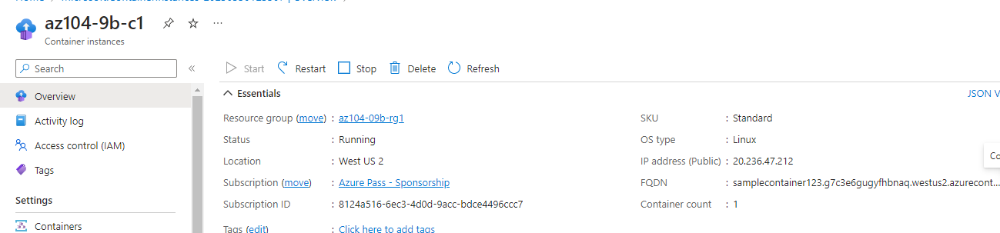 az104-9b-c1 ...
Container instances
Search «
Start Restart Stop Delete Refresh
Overview
Activity log
Access control (IAM)
Tags
Settings
Containers
Essentials
JSON V
Resource group (move) : az104-09b-rg1
Status : Running
Location : West US 2
Subscription (move) : Azure Pass - Sponsorship
Subscription ID : 8124a516-6ec3-4d0d-9acc-bdce4496ccc7
Tags (edit) : Click here to add tags
SKU : Standard
OS type : Linux
IP address (Public) : 20.236.47.212
FQDN : samplecontainer123.g7c3e6gugyfhbnaq.westus2.azurecont...
Container count : 1
Co